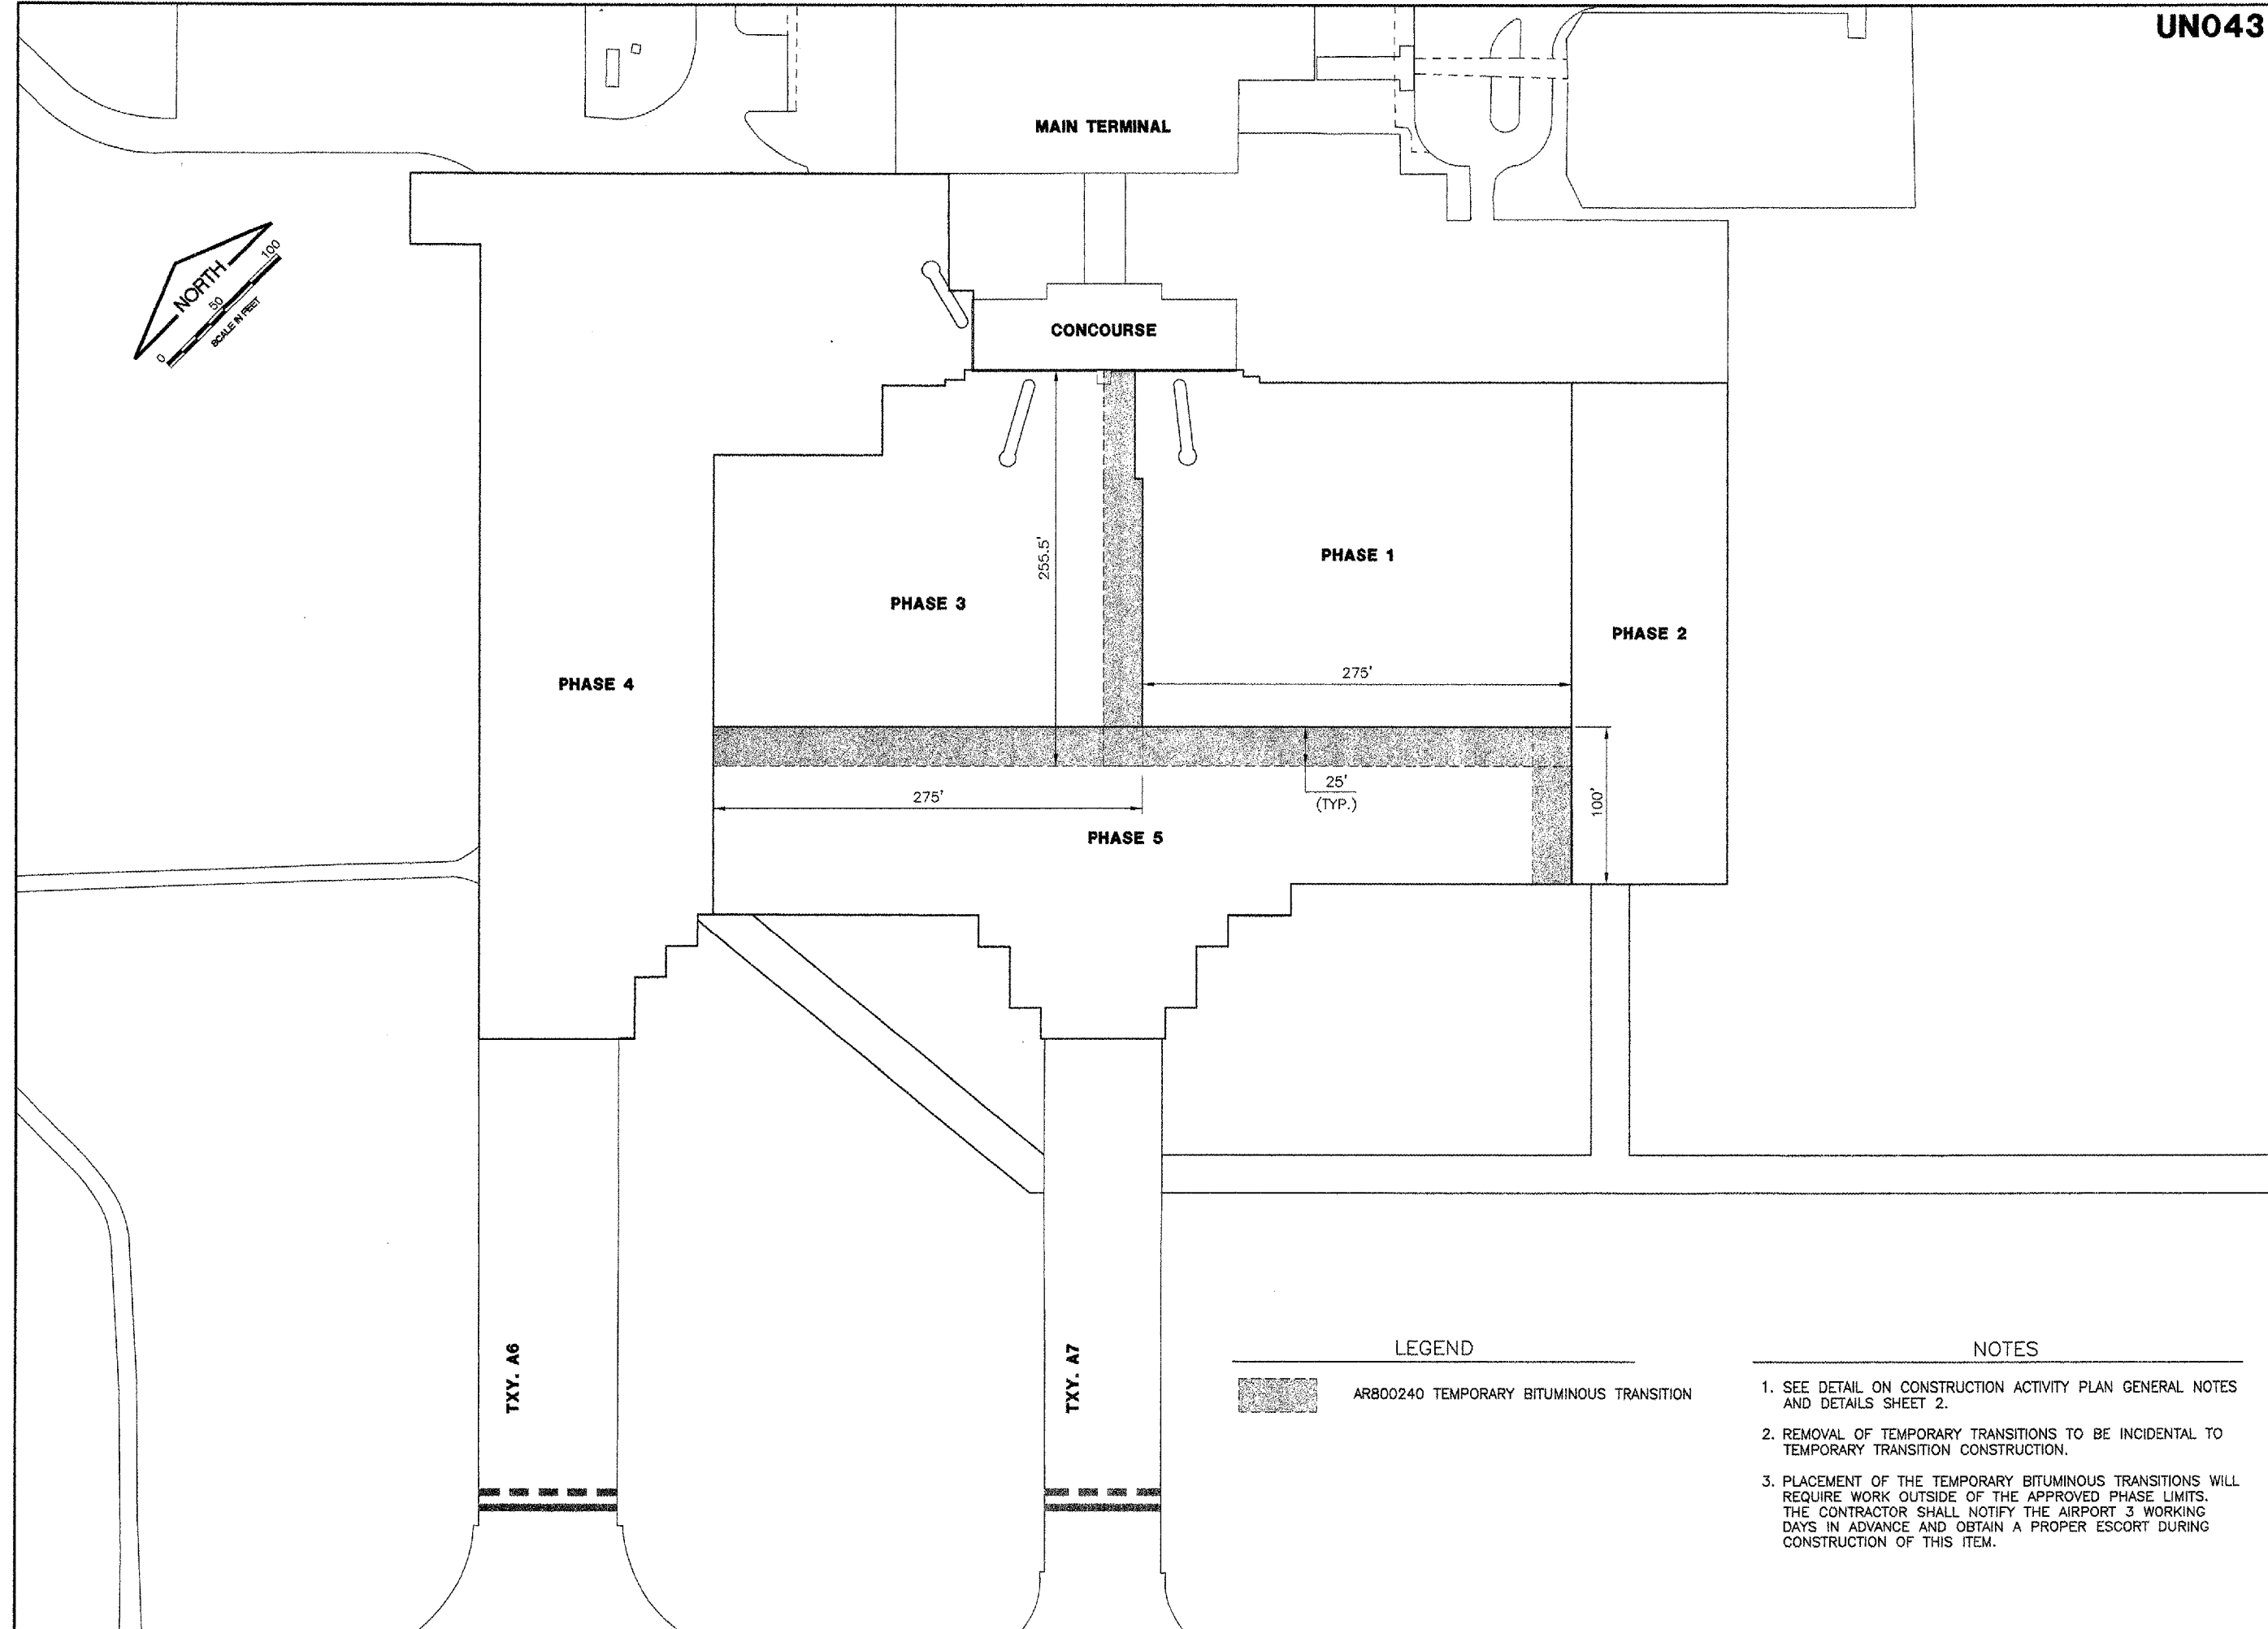 UN043
MAIN TERMINAL
NORTH
0
50
100
SCALE IN FEET
CONCOURSE
255.5'
PHASE 1
PHASE 3
PHASE 2
PHASE 4
275'
25'
(TYP.)
275'
100'
PHASE 5
TXY. A6
TXY. A7
LEGEND
AR800240 TEMPORARY BITUMINOUS TRANSITION
NOTES
1. SEE DETAIL ON CONSTRUCTION ACTIVITY PLAN GENERAL NOTES
AND DETAILS SHEET 2.
2. REMOVAL OF TEMPORARY TRANSITIONS TO BE INCIDENTAL TO
TEMPORARY TRANSITION CONSTRUCTION.
3. PLACEMENT OF THE TEMPORARY BITUMINOUS TRANSITIONS WILL
REQUIRE WORK OUTSIDE OF THE APPROVED PHASE LIMITS.
THE CONTRACTOR SHALL NOTIFY THE AIRPORT 3 WORKING
DAYS IN ADVANCE AND OBTAIN A PROPER ESCORT DURING
CONSTRUCTION OF THIS ITEM.